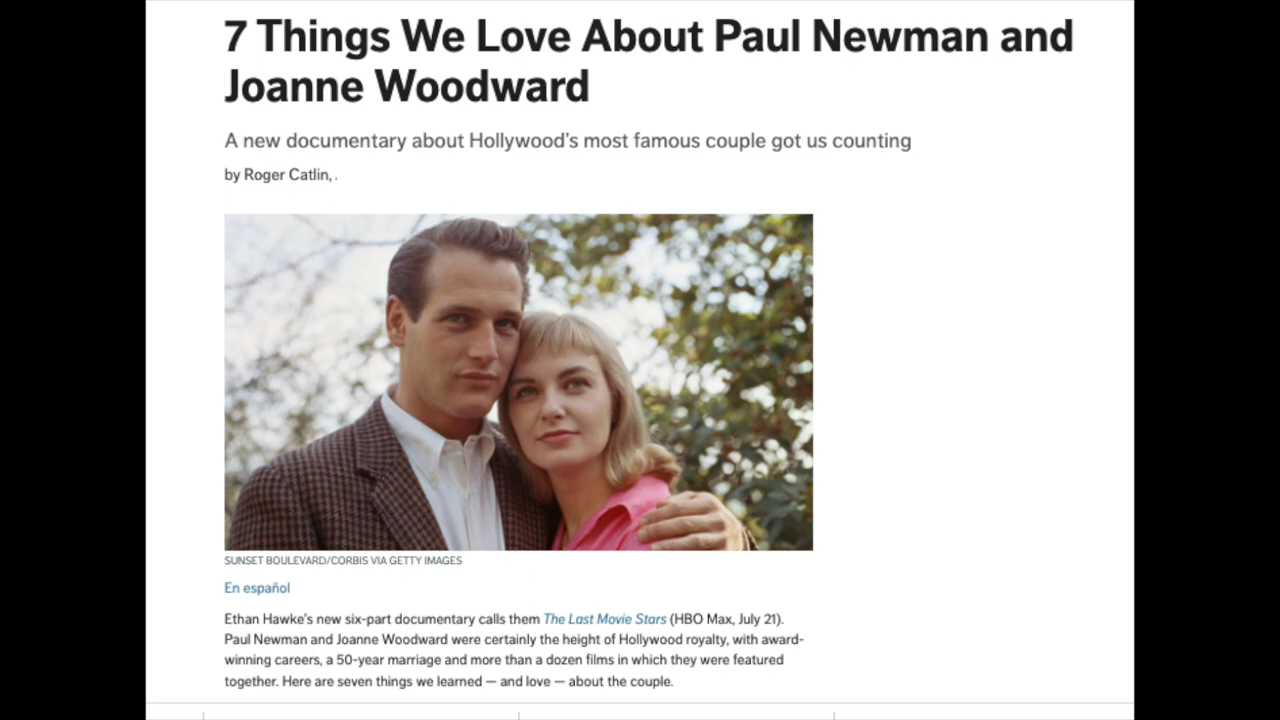 7 Things We Love About Paul Newman and
Joanne Woodward
A new documentary about Hollywood's most famous couple got us counting
by Roger Catlin, .
SUNSET BOULEVARD/CORBIS VIA GETTY IMAGES
En español
Ethan Hawke's new six-part documentary calls them The Last Movie Stars (HBO Max, July 21).
Paul Newman and Joanne Woodward were certainly the height of Hollywood royalty, with award-
winning careers, a 50-year marriage and more than a dozen films in which they were featured
together. Here are seven things we learned — and love — about the couple.